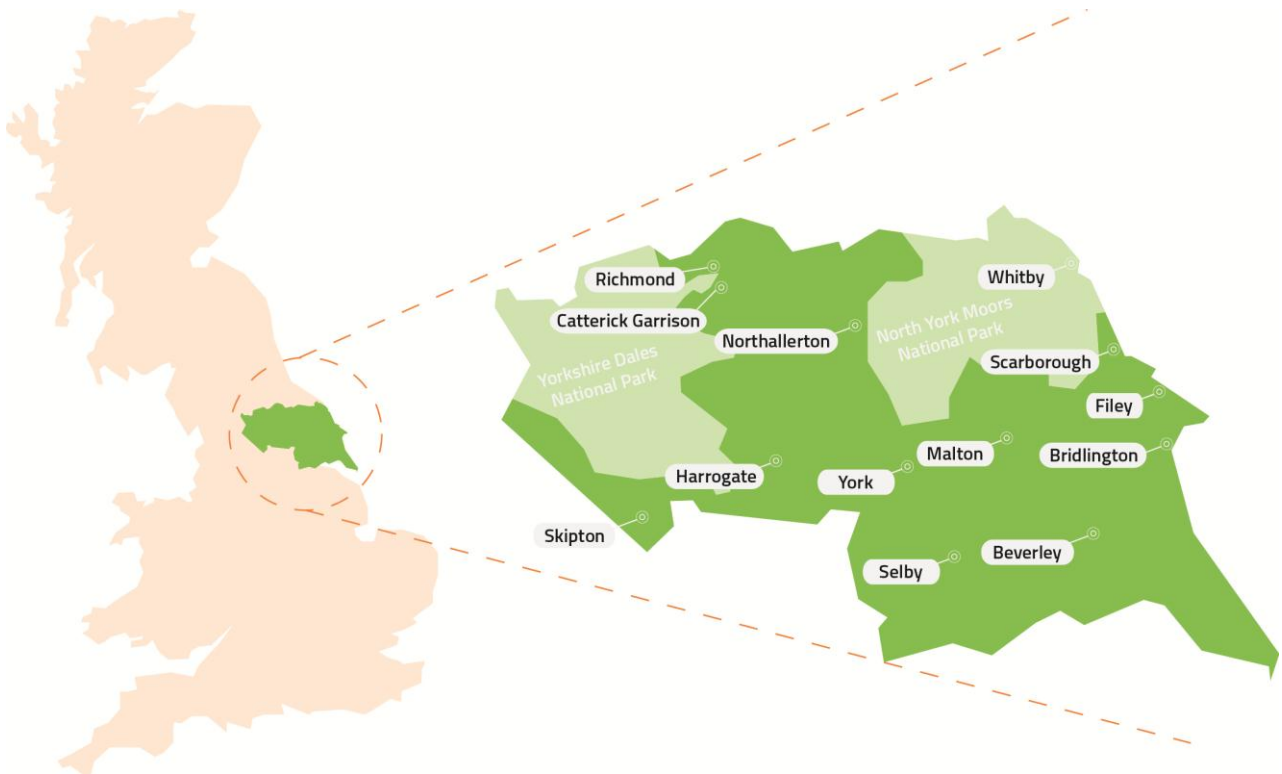 Richmond
Whitby
Catterick Garrison
North York Moors
National Park
Northallerton
Yorkshire Dales
National Park
Scarborough
Filey
Malton
Bridlington
Harrogate
York
Skipton
Beverley
Selby